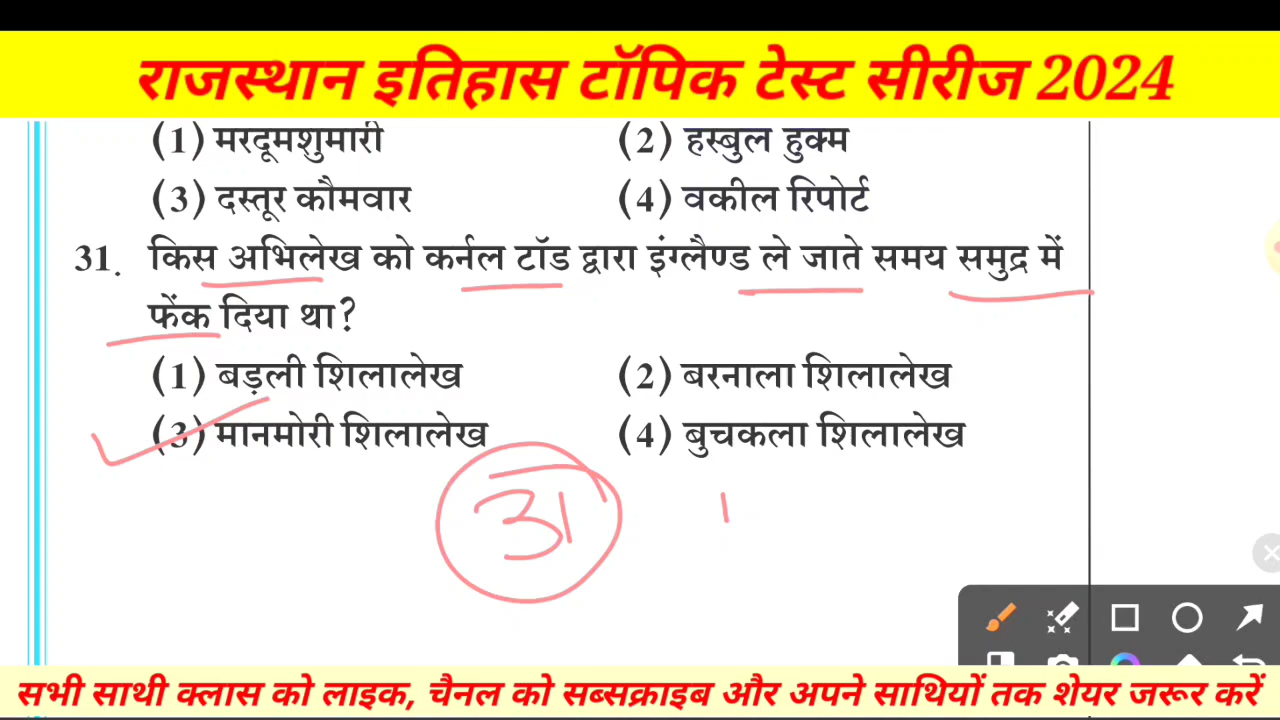 राजस्थान इतिहास टॉपिक टेस्ट सीरीज 2024
(1) मरदूमशुमारी (2) हस्बुल हुक्म
(3) दस्तूर कौमवार (4) वकील रिपोर्ट
31. किस अभिलेख को कर्नल टॉड द्वारा इंग्लैण्ड ले जाते समय समुद्र में
फेंक दिया था?
(1) बड़ली शिलालेख (2) बरनाला शिलालेख
(3) मानमोरी शिलालेख (4) बुचकला शिलालेख
31
सभी साथी क्लास को लाइक, चैनल को सब्सक्राइब और अपने साथियों तक शेयर जरूर करें